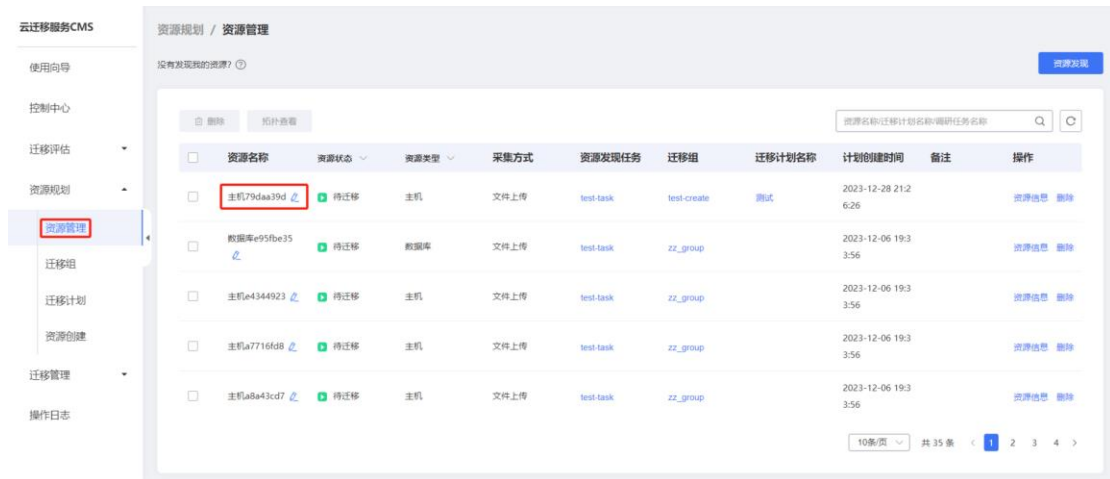 云迁移服务CMS
资源规划 / 资源管理
使用向导
没有发现我的资源?
资源发现
控制中心
删除 拓扑查看
资源名称/迁移计划名称/调研任务名称
迁移评估
资源名称 资源状态 资源类型 采集方式 资源发现任务 迁移组 迁移计划名称 计划创建时间 备注 操作
资源规划
主机79daa39d 待迁移 主机 文件上传 test-task test-create 测试 2023-12-28 21:2
6:26
资源信息 删除
资源管理
数据库e95fbe35 待迁移 数据库 文件上传 test-task zz_group 2023-12-06 19:3
3:56
资源信息 删除
迁移组
主机e4344923 待迁移 主机 文件上传 test-task zz_group 2023-12-06 19:3
3:56
资源信息 删除
迁移计划
资源创建
主机a7716fd8 待迁移 主机 文件上传 test-task zz_group 2023-12-06 19:3
3:56
资源信息 删除
迁移管理
主机a8a43cd7 待迁移 主机 文件上传 test-task zz_group 2023-12-06 19:3
3:56
资源信息 删除
操作日志
10条/页 共 35 条 < 1 2 3 4 >